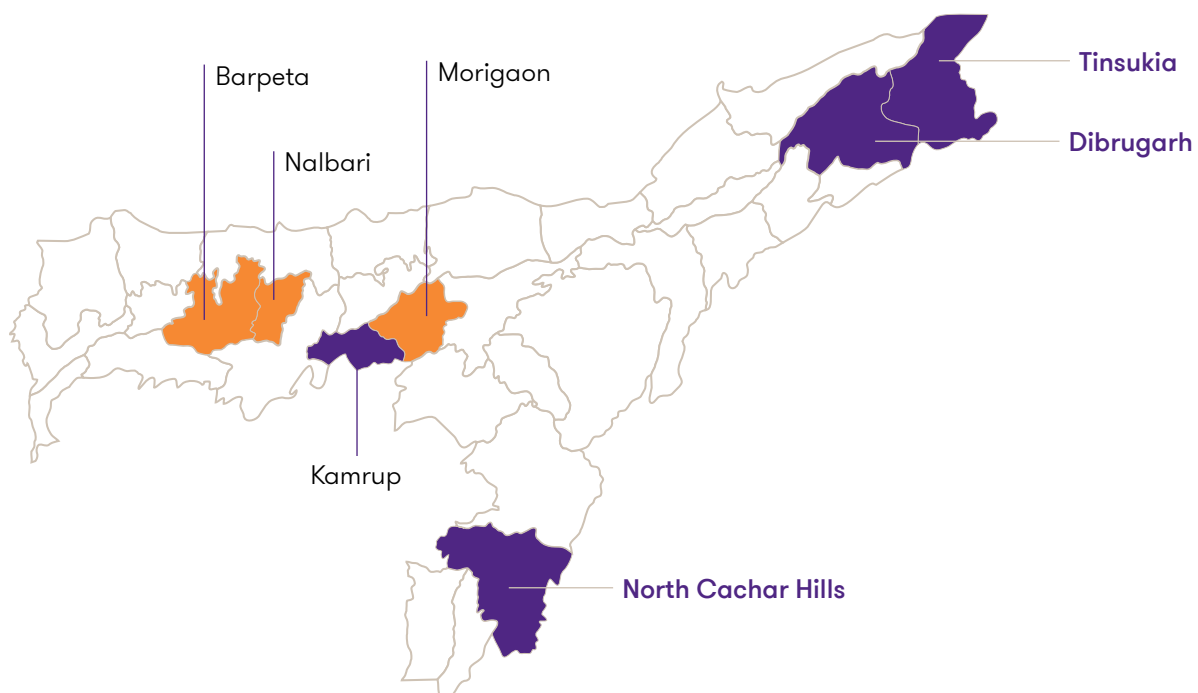 Tinsukia
Barpeta
Morigaon
Dibrugarh
Nalbari
Kamrup
North Cachar Hills